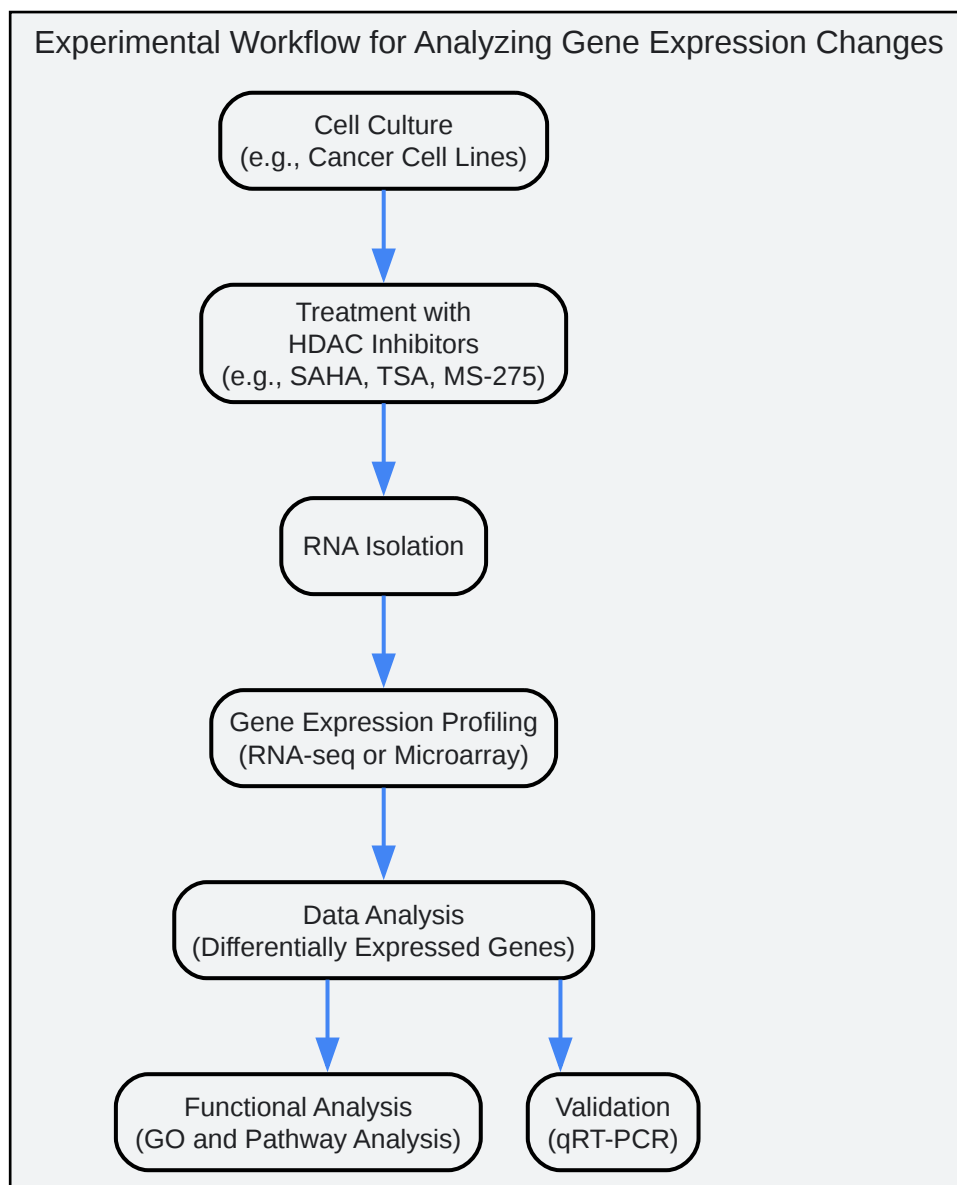 Experimental Workflow for Analyzing Gene Expression Changes
Cell Culture
(e.g., Cancer Cell Lines)
Treatment with
HDAC Inhibitors
(e.g., SAHA, TSA, MS-275)
RNA Isolation
Gene Expression Profiling
(RNA-seq or Microarray)
Data Analysis
(Differentially Expressed Genes)
Functional Analysis
(GO and Pathway Analysis)
Validation
(qRT-PCR)